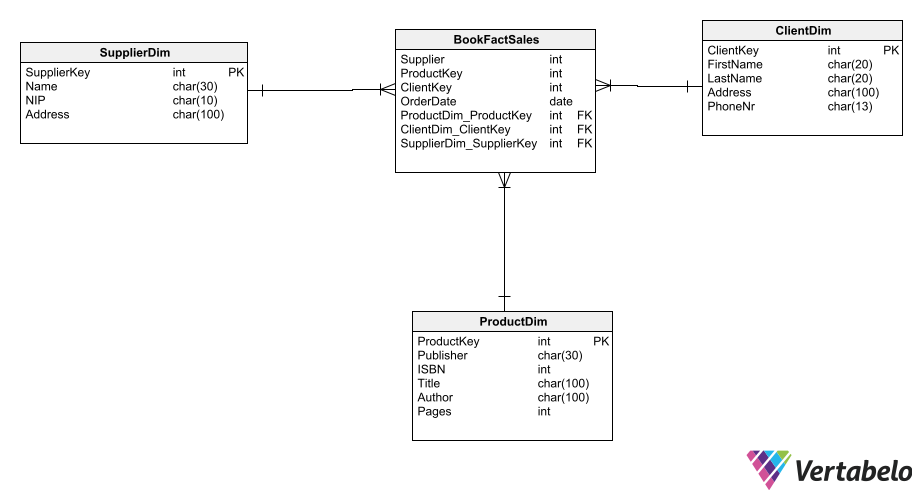 SupplierDim
SupplierKey int PK
Name char(30)
NIP char(10)
Address char(100)
BookFactSales
Supplier int
ProductKey int
ClientKey int
OrderDate date
ProductDim_ProductKey int FK
ClientDim_ClientKey int FK
SupplierDim_SupplierKey int FK
ClientDim
ClientKey int PK
FirstName char(20)
LastName char(20)
Address char(100)
PhoneNr char(13)
ProductDim
ProductKey int PK
Publisher char(30)
ISBN int
Title char(100)
Author char(100)
Pages int
Vertabelo